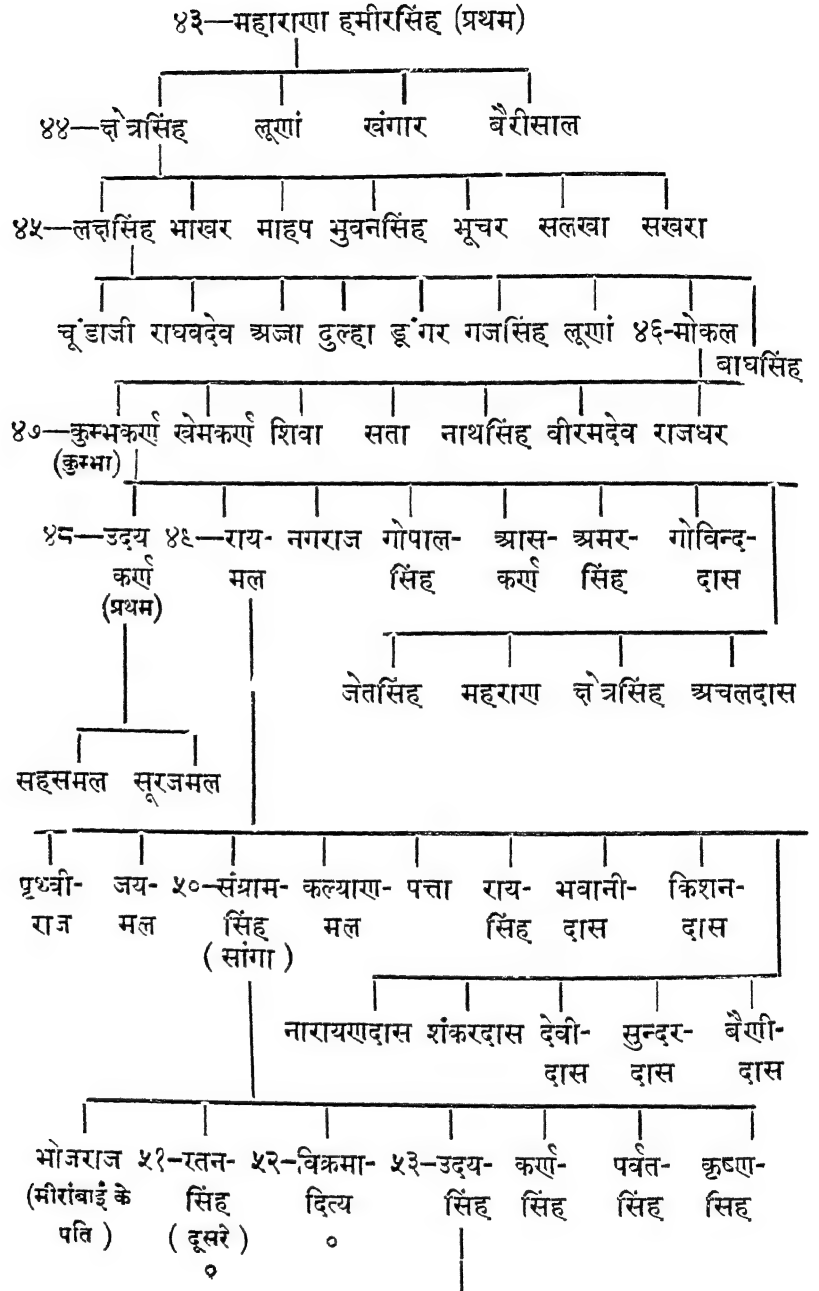 ४३—महाराणा हमीरसिंह (प्रथम)
४४—क्षेत्रसिंह लूणां खंगार बैरीसाल
४५—लक्षसिंह भाखर माहप भुवनसिंह भूचर सलखा सखरा
चूंडाजी राघवदेव अज्जा दुल्हा डूंगर गजसिंह लूणां ४६-मोकल
बाघसिंह
४७—कुम्भकर्ण खेमकर्ण शिवा सता नाथसिंह वीरमदेव राजधर
(कुम्भा)
४८—उदय ४९—राय- नगराज गोपाल- आस- अमर- गोविन्द-
कर्ण मल सिंह कर्ण सिंह दास
(प्रथम)
जेतसिंह महराण क्षेत्रसिंह अचलदास
सहसमल सूरजमल
पृथ्वी- जय- ५०—संग्राम- कल्याण- पत्ता राय- भवानी- किशन-
राज मल सिंह मल सिंह दास दास
( सांगा )
नारायणदास शंकरदास देवी- सुन्दर- बैणी-
दास दास दास
भोजराज ५१—रतन- ५२—विक्रमा- ५३—उदय- कर्ण- पर्वत- कृष्ण-
(मीरांबाई के सिंह दित्य सिंह सिंह सिंह सिह
पति ) ( दूसरे ) ०
०